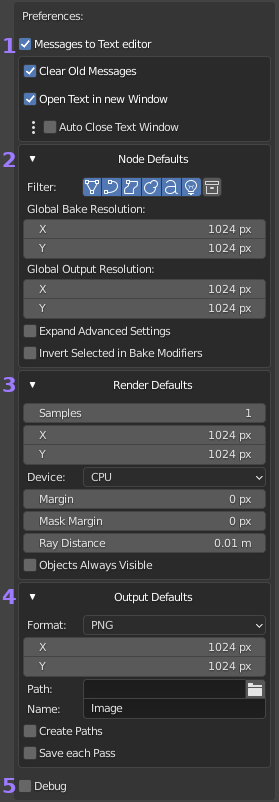 Preferences:
1 Messages to Text editor
Clear Old Messages
Open Text in new Window
Auto Close Text Window
2 Node Defaults
Filter:
Global Bake Resolution:
X 1024 px
Y 1024 px
Global Output Resolution:
X 1024 px
Y 1024 px
Expand Advanced Settings
Invert Selected in Bake Modifiers
3 Render Defaults
Samples 1
X 1024 px
Y 1024 px
Device: CPU
Margin 0 px
Mask Margin 0 px
Ray Distance 0.01 m
Objects Always Visible
4 Output Defaults
Format: PNG
X 1024 px
Y 1024 px
Path:
Name: Image
Create Paths
Save each Pass
5 Debug